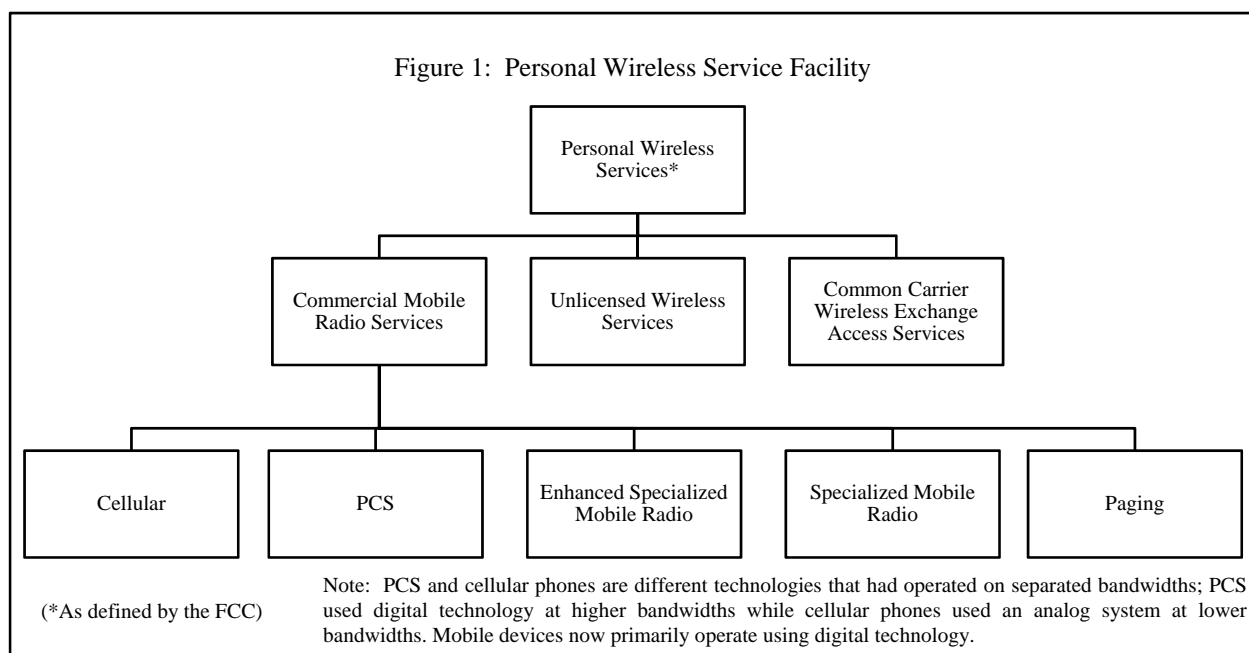 Figure 1:  Personal Wireless Service Facility
Personal Wireless
Services*
Commercial Mobile
Radio Services
Unlicensed Wireless
Services
Common Carrier
Wireless Exchange
Access Services
Cellular
PCS
Enhanced Specialized
Mobile Radio
Specialized Mobile
Radio
Paging
(*As defined by the FCC)
Note:  PCS and cellular phones are different technologies that had operated on separated bandwidths; PCS
used digital technology at higher bandwidths while cellular phones used an analog system at lower
bandwidths. Mobile devices now primarily operate using digital technology.